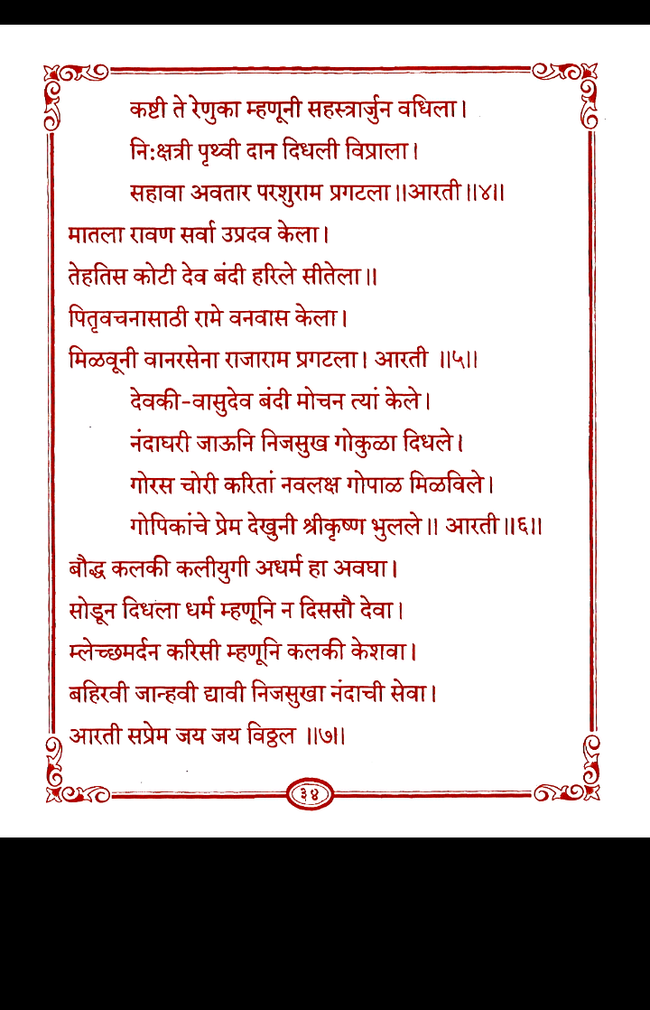 कष्टी ते रेणुका म्हणूनी सहस्त्रार्जुन वधिला।
नि:क्षत्री पृथ्वी दान दिधली विप्राला।
सहावा अवतार परशुराम प्रगटला॥आरती॥४॥
मातला रावण सर्वा उप्रदव केला।
तेहतिस कोटी देव बंदी हरिले सीतेला॥
पितृवचनासाठी रामे वनवास केला।
मिळवूनी वानरसेना राजाराम प्रगटला। आरती ॥५॥
देवकी-वासुदेव बंदी मोचन त्यां केले।
नंदाघरी जाऊनि निजसुख गोकुळा दिधले।
गोरस चोरी करितां नवलक्ष गोपाळ मिळविले।
गोपिकांचे प्रेम देखुनी श्रीकृष्ण भुलले॥ आरती॥६॥
बौद्ध कलकी कलीयुगी अधर्म हा अवघा।
सोडून दिधला धर्म म्हणूनि न दिससौ देवा।
म्लेच्छमर्दन करिसी म्हणूनि कलकी केशवा।
बहिरवी जान्हवी द्यावी निजसुखा नंदाची सेवा।
आरती सप्रेम जय जय विठ्ठल ॥७॥
३४